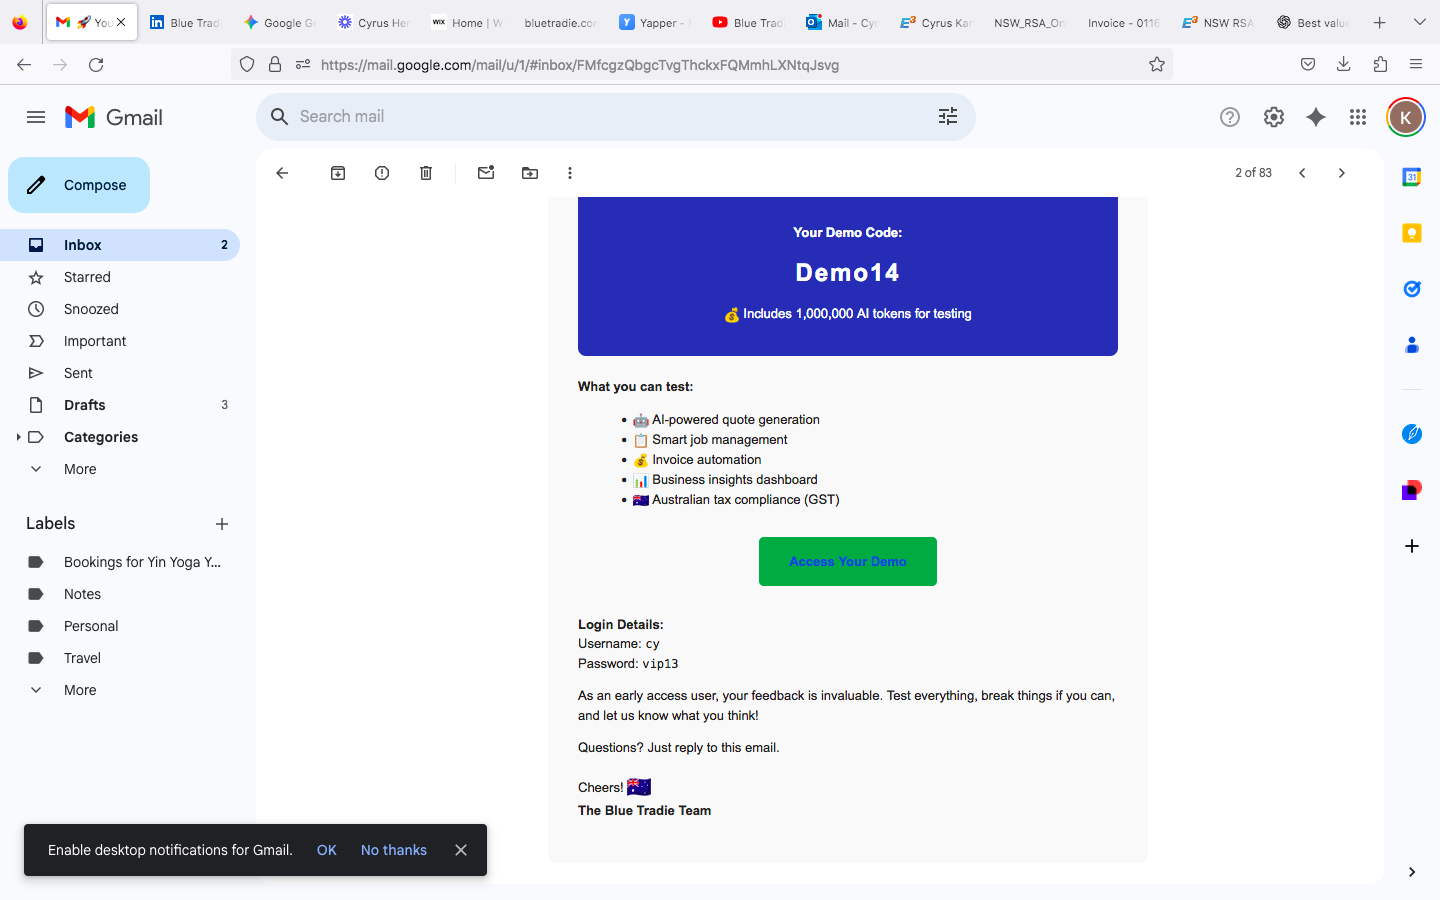 You
Blue Tradi
Google Ge
Cyrus Her
WIX Home | W
bluetradie.con
Yapper -
Blue Trad
Mail - Cyr
Cyrus Kar
NSW_RSA_On
Invoice - 0116
NSW RSA
Best value
https://mail.google.com/mail/u/1/#inbox/FMfcgzQbgcTvgThckxFQMmhLXNtqJsvg
Gmail
Search mail
K
Compose
2 of 83
31
Inbox 2
Starred
Snoozed
Important
Sent
Drafts 3
Categories
More
Labels
Bookings for Yin Yoga Y...
Notes
Personal
Travel
More
Your Demo Code:
Demo14
💰 Includes 1,000,000 AI tokens for testing
What you can test:
• 🤖 AI-powered quote generation
• 📋 Smart job management
• 💰 Invoice automation
• 📊 Business insights dashboard
• 🇦🇺 Australian tax compliance (GST)
Access Your Demo
Login Details:
Username: cy
Password: vip13
As an early access user, your feedback is invaluable. Test everything, break things if you can,
and let us know what you think!
Questions? Just reply to this email.
Cheers! 🇦🇺
The Blue Tradie Team
Enable desktop notifications for Gmail. OK No thanks